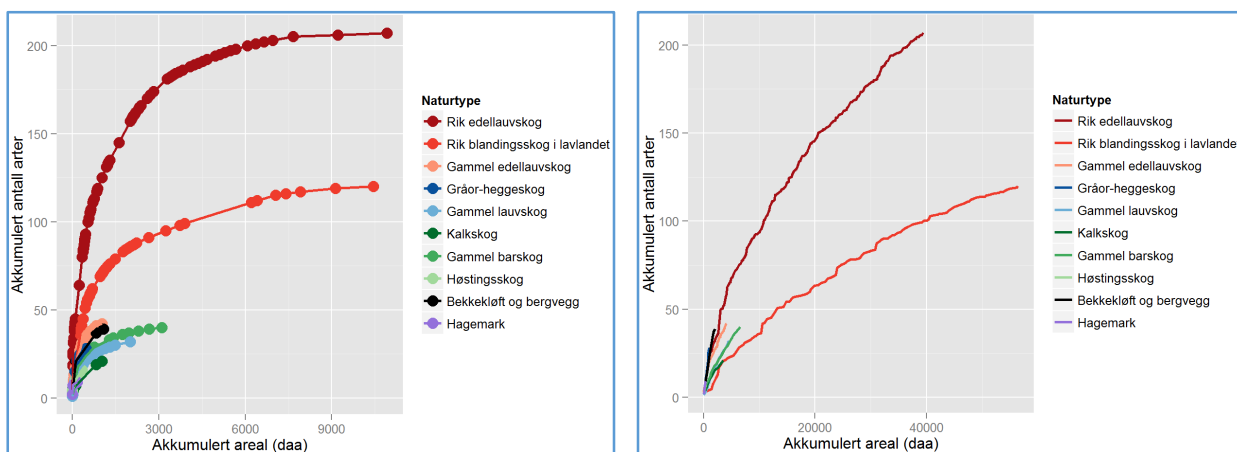 Akkumulert antall arter
200
150
100
50
0
0
3000
6000
9000
Akkumulert areal (daa)
Naturtype
Rik edellauvskog
Rik blandingsskog i lavlandet
Gammel edellauvskog
Gråor-heggeskog
Gammel lauvskog
Kalkskog
Gammel barskog
Høstingsskog
Bekkekløft og bergvegg
Hagemark
Akkumulert antall arter
200
150
100
50
0
0
20000
40000
Akkumulert areal (daa)
Naturtype
Rik edellauvskog
Rik blandingsskog i lavlandet
Gammel edellauvskog
Gråor-heggeskog
Gammel lauvskog
Kalkskog
Gammel barskog
Høstingsskog
Bekkekløft og bergvegg
Hagemark